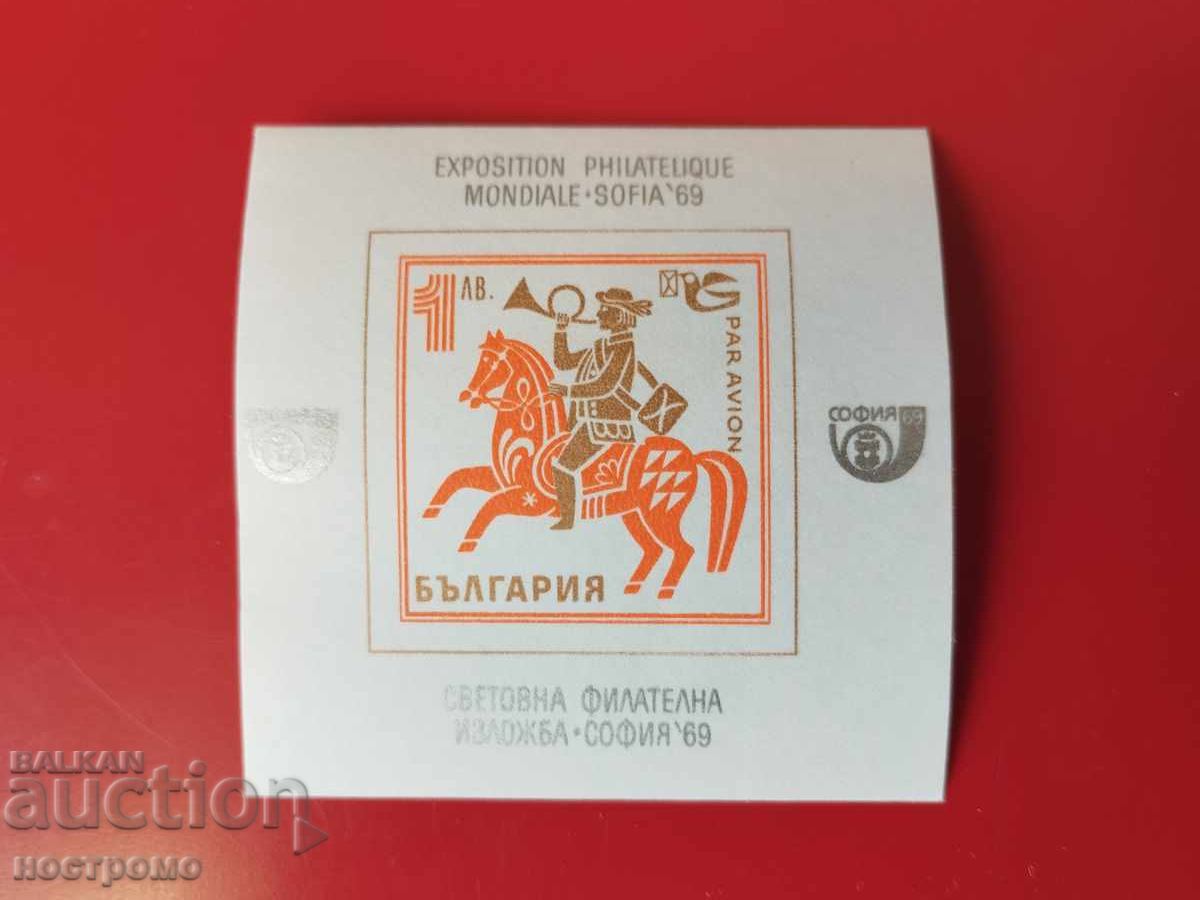 EXPOSITION PHILATELIQUE
MONDIALE·SOFIA'69
1 ЛВ.
PAR AVION
СОФИЯ 69
БЪЛГАРИЯ
СВЕТОВНА ФИЛАТЕЛНА
ИЗЛОЖБА·СОФИЯ'69
BALKAN
auction
ностромо